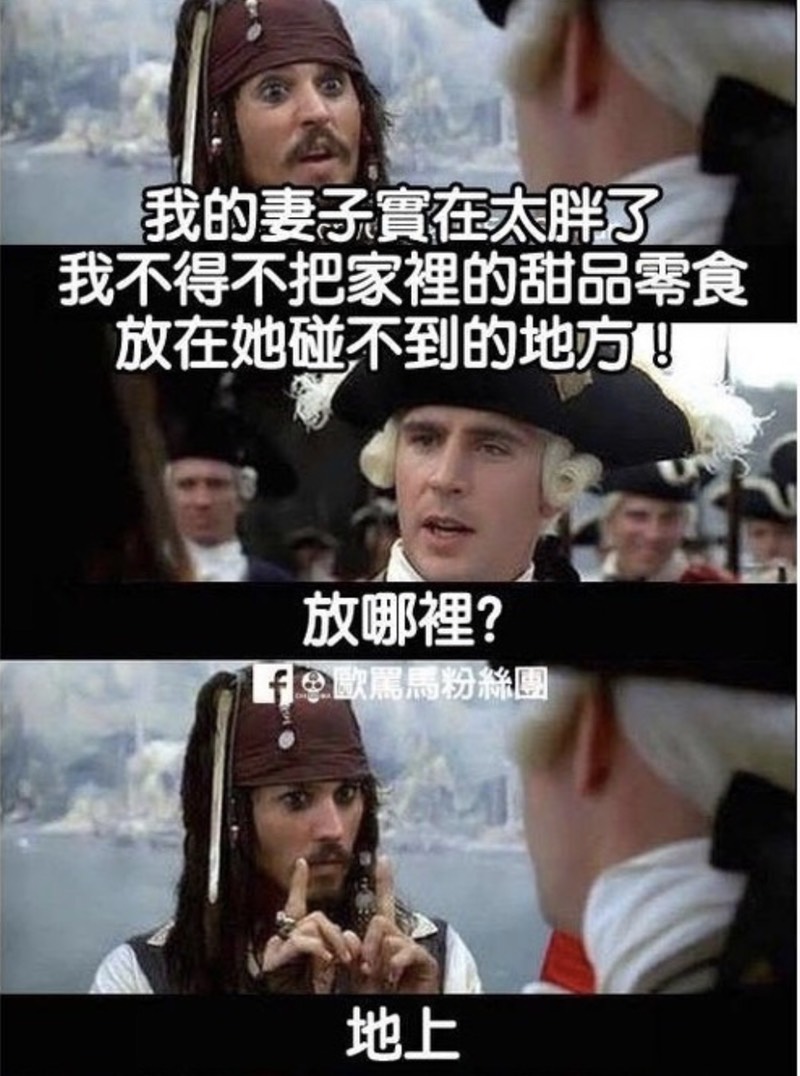 我的妻子實在太胖了
我不得不把家裡的甜品零食
放在她碰不到的地方！
放哪裡?
f 歐罵馬粉絲團
地上